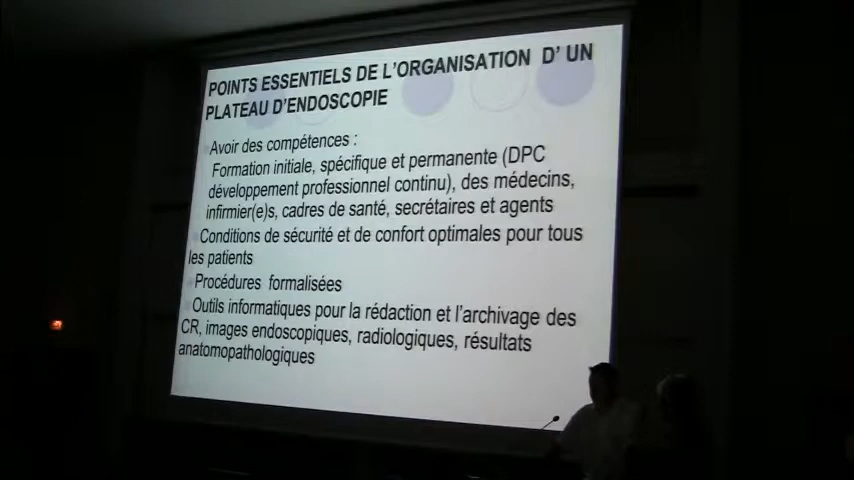 POINTS ESSENTIELS DE L'ORGANISATION D' UN
PLATEAU D'ENDOSCOPIE
Avoir des compétences :
Formation initiale, spécifique et permanente (DPC
développement professionnel continu), des médecins,
infirmier(e)s, cadres de santé, secrétaires et agents
Conditions de sécurité et de confort optimales pour tous
les patients
Procédures formalisées
Outils informatiques pour la rédaction et l'archivage des
CR, images endoscopiques, radiologiques, résultats
anatomopathologiques